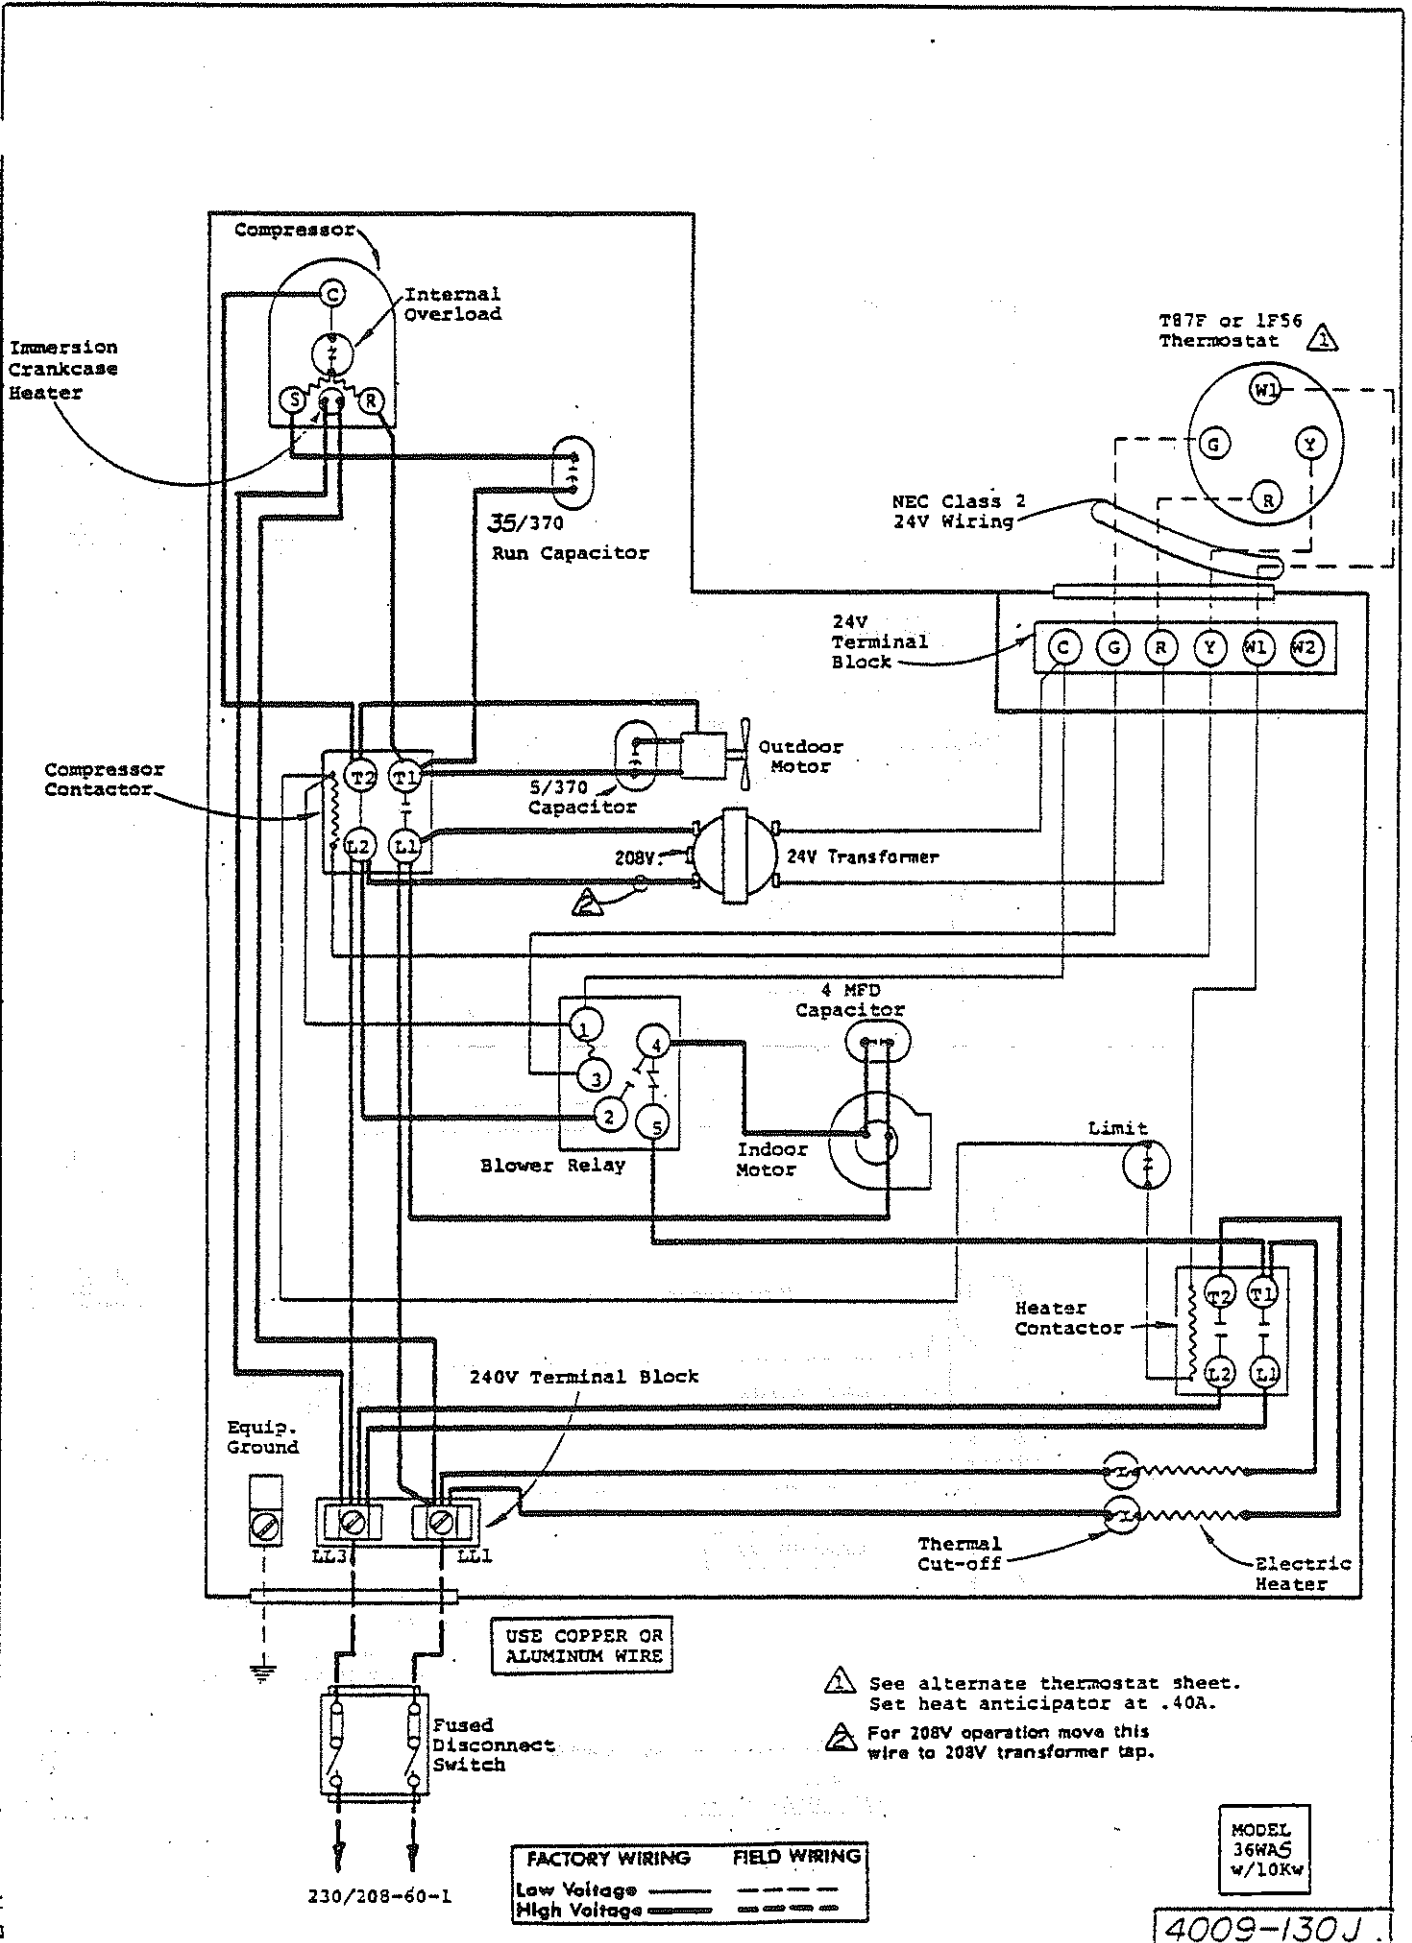 Compressor
C
Internal
Overload
Immersion
Crankcase
Heater
S
R
T87F or 1F56
Thermostat 1
W1
G
Y
R
NEC Class 2
24V Wiring
35/370
Run Capacitor
24V
Terminal
Block
C G R Y W1 W2
Compressor
Contactor
T2 T1
L2 L1
5/370
Capacitor
Outdoor
Motor
208V.
24V Transformer
2
4 MFD
Capacitor
1
4
3
2
5
Blower Relay
Indoor
Motor
Limit
Heater
Contactor
T2 T1
L2 L1
240V Terminal Block
Equip.
Ground
LL3 LL1
Thermal
Cut-off
Electric
Heater
USE COPPER OR
ALUMINUM WIRE
1 See alternate thermostat sheet.
Set heat anticipator at .40A.
2 For 208V operation move this
wire to 208V transformer tap.
Fused
Disconnect
Switch
230/208-60-1
FACTORY WIRING FIELD WIRING
Low Voltage
High Voltage
MODEL
36WA5
w/10Kw
4009-130J.